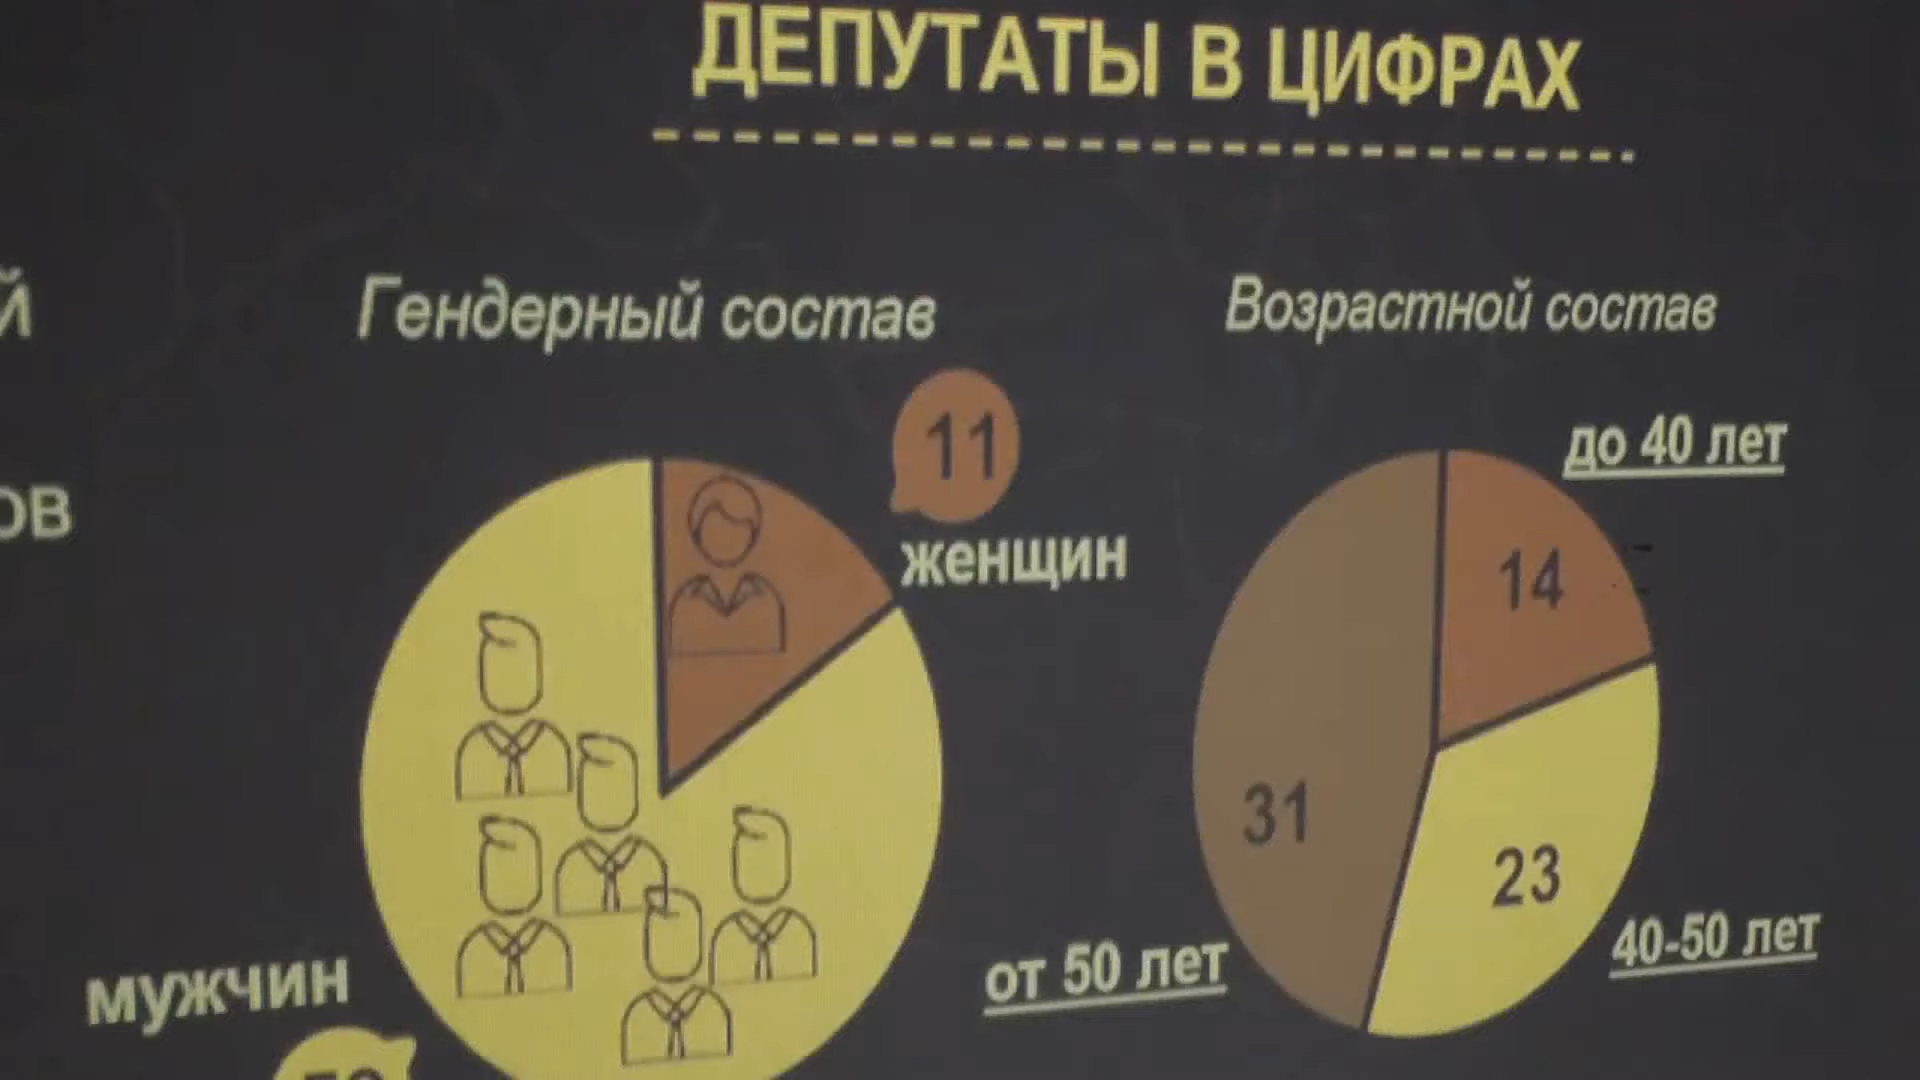 ДЕПУТАТЫ В ЦИФРАХ
Гендерный состав
Возрастной состав
11
женщин
до 40 лет
14
31
23
40-50 лет
от 50 лет
мужчин